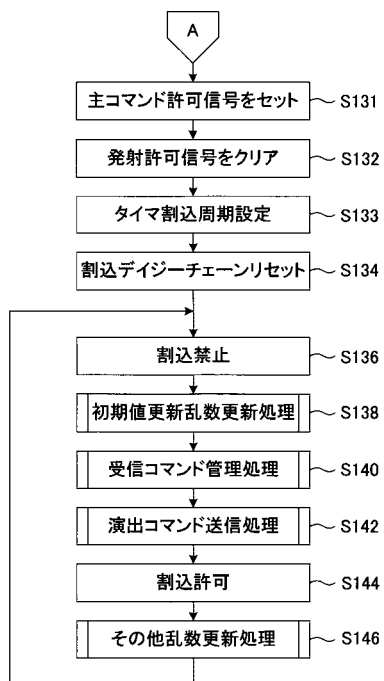 A
主コマンド許可信号をセット S131
発射許可信号をクリア S132
タイマ割込周期設定 S133
割込デイジーチェーンリセット S134
割込禁止 S136
初期値更新乱数更新処理 S138
受信コマンド管理処理 S140
演出コマンド送信処理 S142
割込許可 S144
その他乱数更新処理 S146